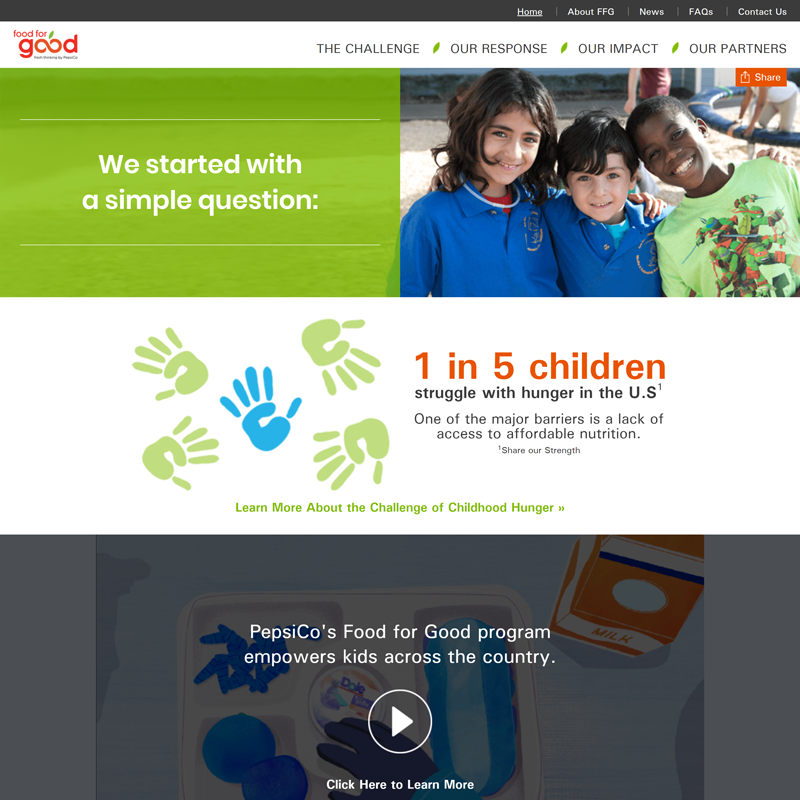 Home
About FFG
News
FAQs
Contact Us
food for
good
fresh thinking by PepsiCo
THE CHALLENGE
OUR RESPONSE
OUR IMPACT
OUR PARTNERS
Share
We started with
a simple question:
1 in 5 children
struggle with hunger in the U.S¹
One of the major barriers is a lack of
access to affordable nutrition.
¹Share our Strength
Learn More About the Challenge of Childhood Hunger »
PepsiCo's Food for Good program
empowers kids across the country.
MILK
Dole
Click Here to Learn More